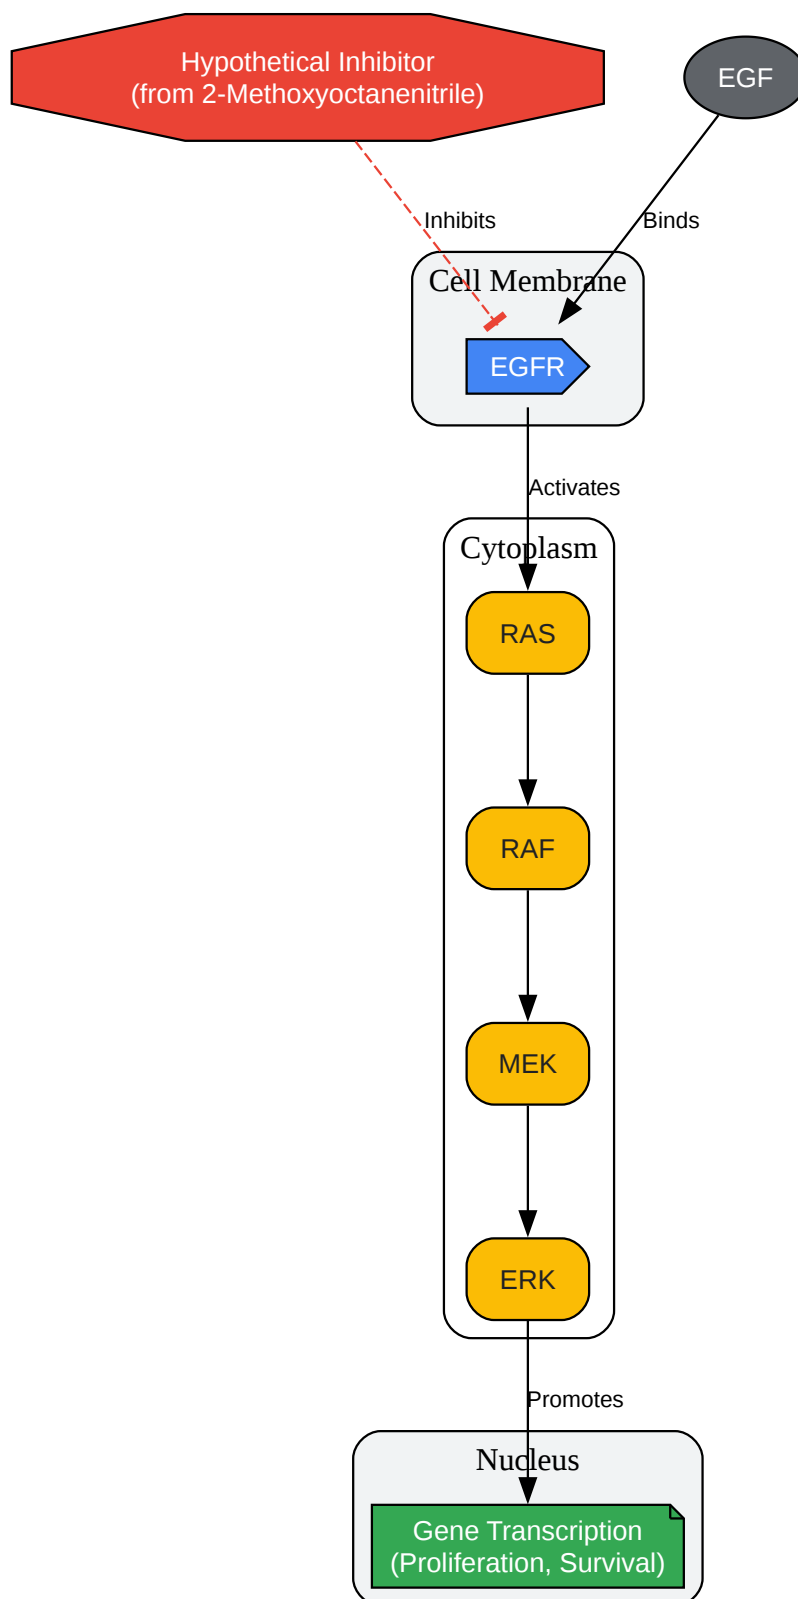 Hypothetical Inhibitor
(from 2-Methoxyoctanenitrile)
EGF
Inhibits
Binds
Cell Membrane
EGFR
Activates
Cytoplasm
RAS
RAF
MEK
ERK
Promotes
Nucleus
Gene Transcription
(Proliferation, Survival)